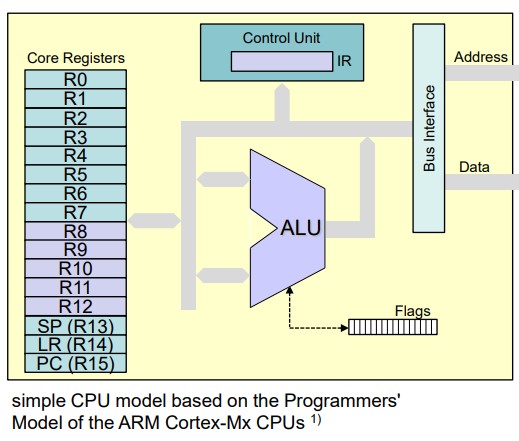 Control Unit
IR
Core Registers
R0
R1
R2
R3
R4
R5
R6
R7
R8
R9
R10
R11
R12
SP (R13)
LR (R14)
PC (R15)
ALU
Flags
Bus Interface
Address
Data
simple CPU model based on the Programmers'
Model of the ARM Cortex-Mx CPUs 1)